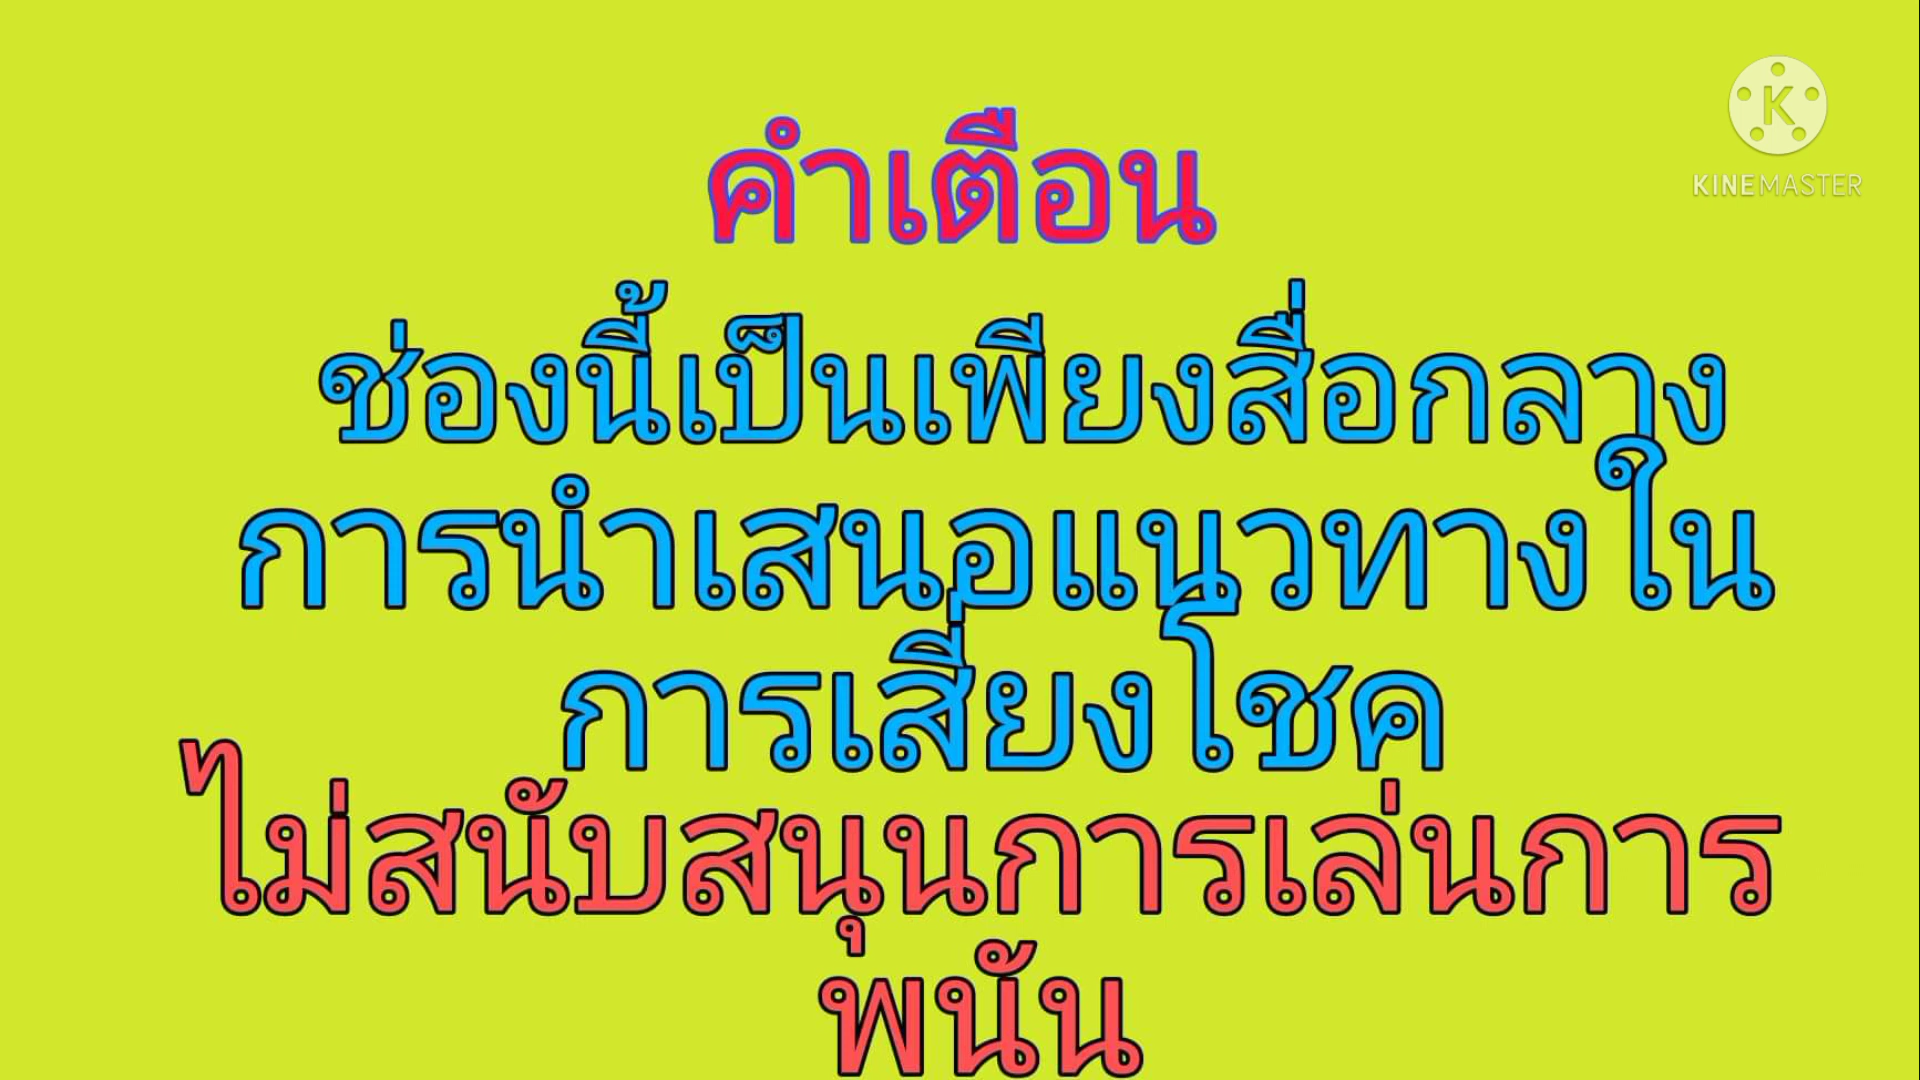 คำเตือน
KINEMASTER
ช่องนี้เป็นเพียงสื่อกลาง
การนำเสนอแนวทางใน
การเสี่ยงโชค
ไม่สนับสนุนการเล่นการ
พนัน